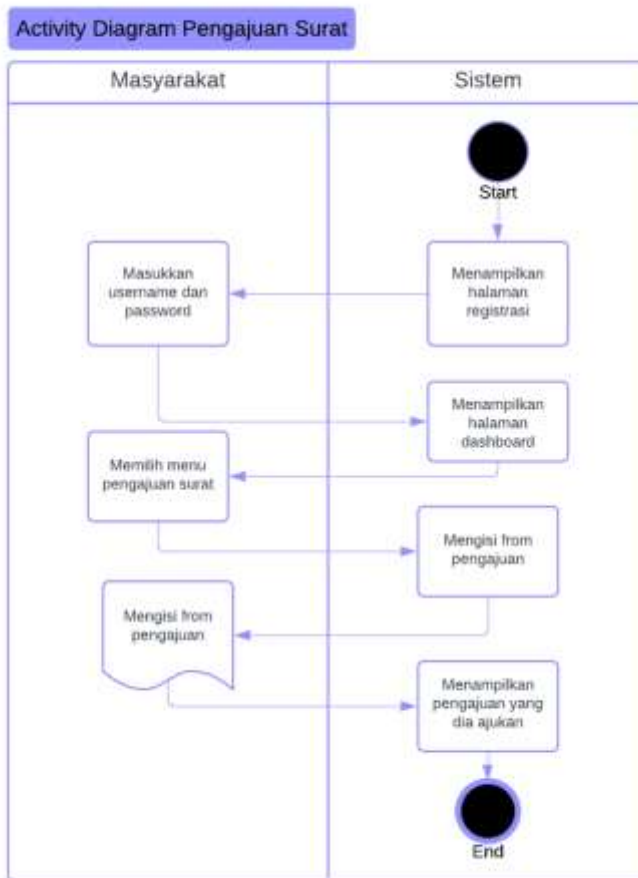 Activity Diagram Pengajuan Surat
Masyarakat
Sistem
Start
Menampilkan
halaman
registrasi
Masukkan
username dan
password
Menampilkan
halaman
dashboard
Memilih menu
pengajuan surat
Mengisi from
pengajuan
Mengisi from
pengajuan
Menampilkan
pengajuan yang
dia ajukan
End